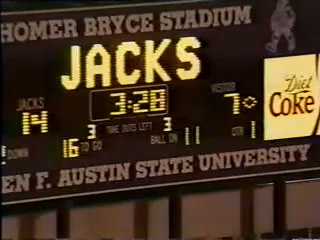 HOMER BRYCE STADIUM
JACKS
JACKS 3:28 VISITOR
14 7
3 TIME OUTS LEFT 3
DOWN 16 TO GO BALL ON 11 QTR 1
EN F. AUSTIN STATE UNIVERSITY
Diet
Coke